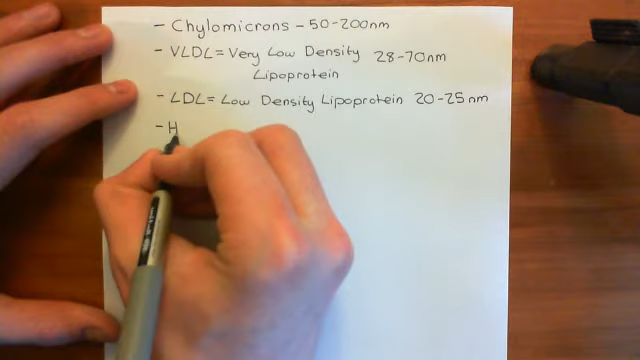 - Chylomicrons - 50-200nm
- VLDL = Very Low Density 28-70nm
Lipoprotein
- LDL = Low Density Lipoprotein 20-25nm
- H